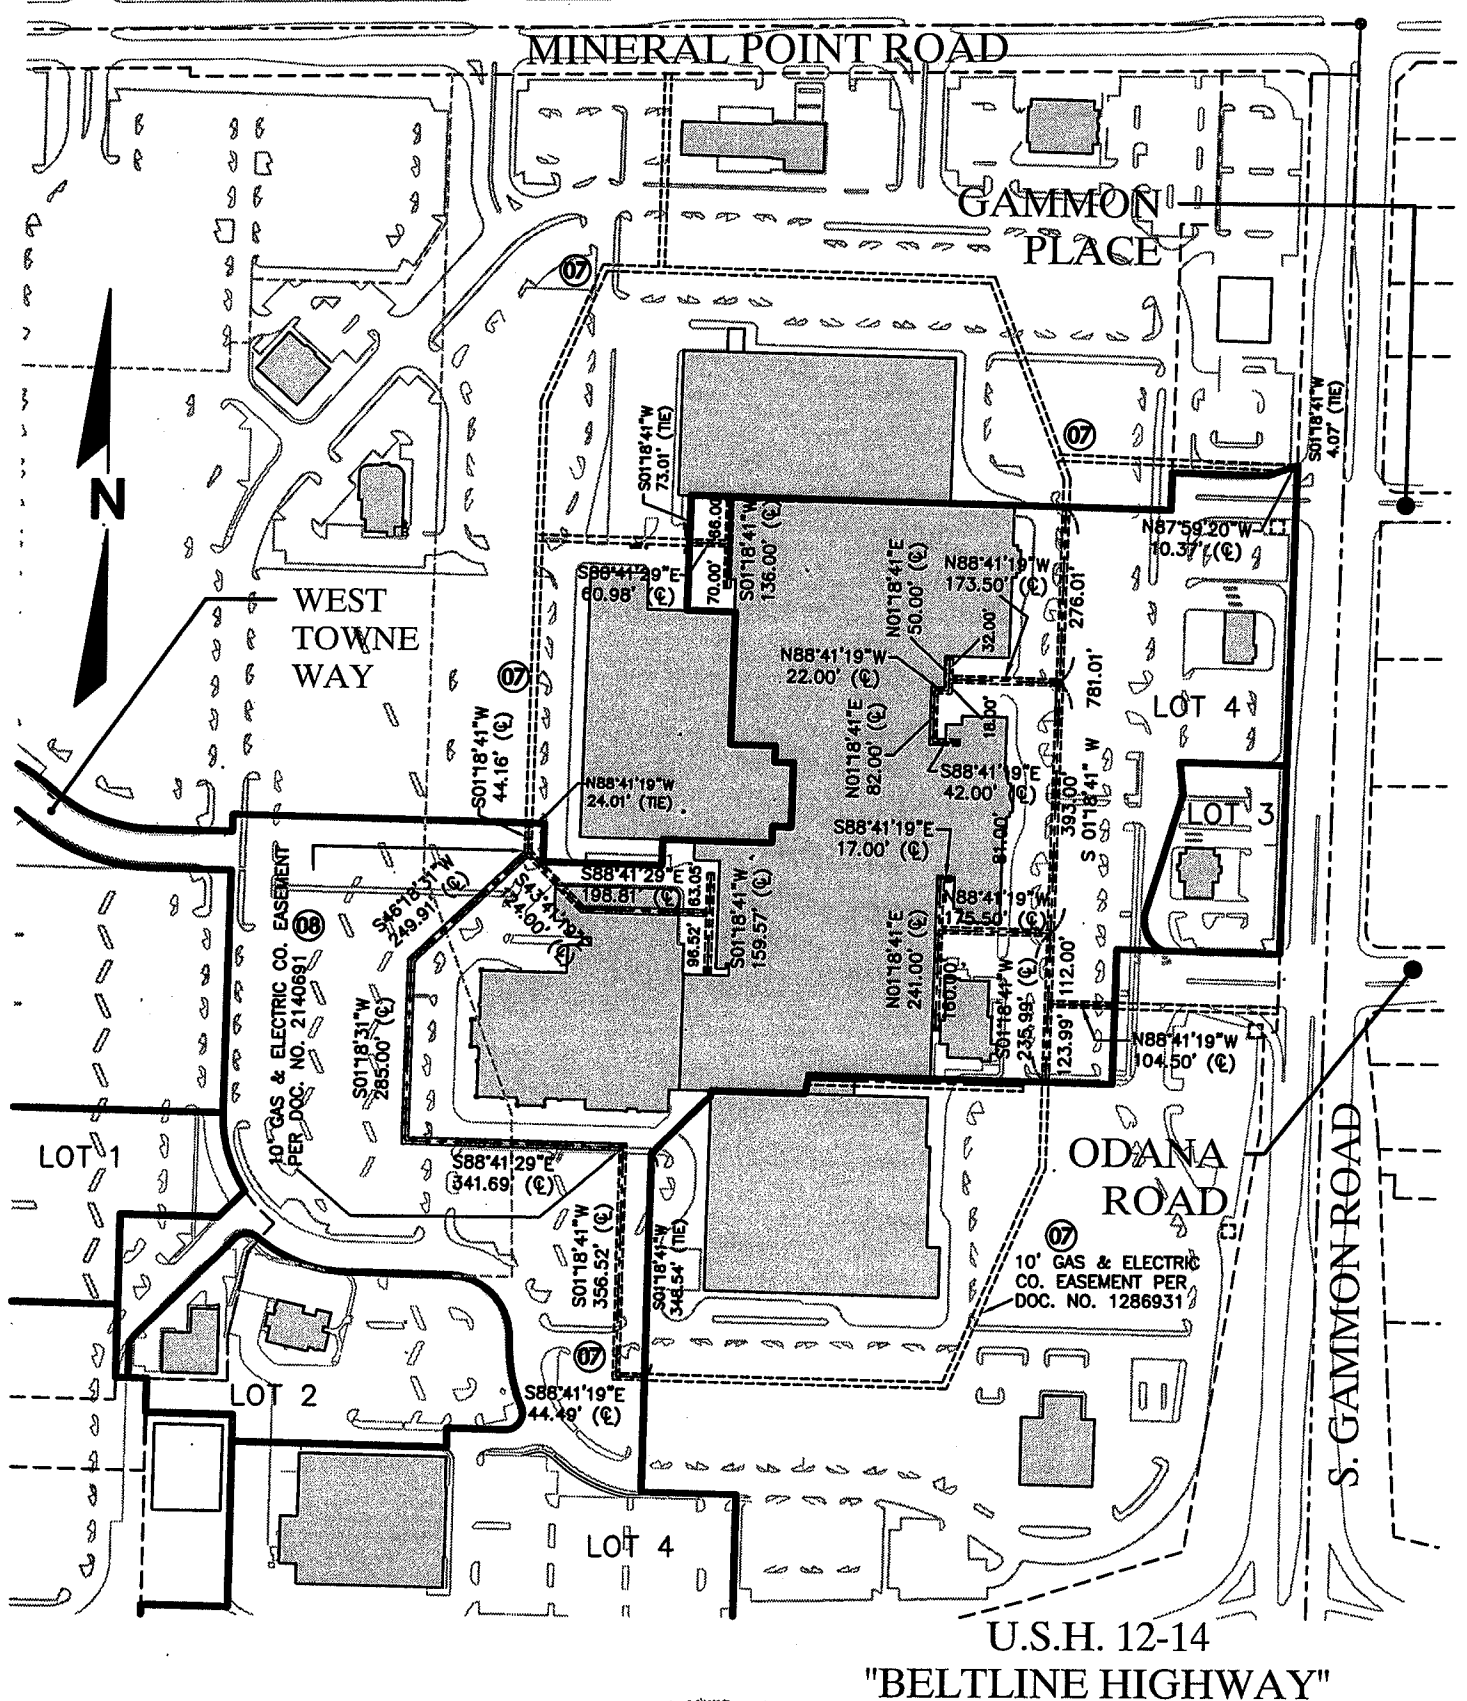 MINERAL POINT ROAD
GAMMON
PLACE
07
07
S01°18'41"W
4.07' (TIE)
S01°18'41"W
73.01' (TIE)
N
66.00'
S01°18'41"W
136.00' (℄)
70.00'
S88°41'29"E
60.98' (℄)
N87°59'20"W
10.37' (℄)
N01°18'41"E
50.00' (℄)
N88°41'19"W
173.50' (℄)
276.01'
32.00'
WEST
TOWNE
WAY
07
N88°41'19"W
22.00' (℄)
781.01'
LOT 4
18.00'
N01°18'41"E
82.00' (℄)
S01°18'41"W
44.16' (℄)
N88°41'19"W
24.01' (TIE)
S88°41'19"E
42.00' (℄)
393.00'
S 01°18'41" W
LOT 3
S88°41'19"E
17.00' (℄)
81.00'
S46°18'31"W
249.91' (℄)
S88°41'29"E
198.81' (℄)
63.05'
S01°18'41"W
159.57' (℄)
96.52'
N88°41'19"W
175.50' (℄)
N01°18'41"E
241.00' (℄)
160.00'
08
10' GAS & ELECTRIC CO. EASEMENT
PER DOC. NO. 2140691
S01°18'31"W
285.00' (℄)
S01°18'41"W
235.99' (℄)
112.00'
123.99'
N88°41'19"W
104.50' (℄)
LOT 1
S88°41'29"E
341.69' (℄)
ODANA
ROAD
S. GAMMON ROAD
S01°18'41"W
356.52' (℄)
S01°18'41"W
348.54' (TIE)
07
10' GAS & ELECTRIC
CO. EASEMENT PER
DOC. NO. 1286931
07
S88°41'19"E
44.49' (℄)
LOT 2
LOT 4
U.S.H. 12-14
"BELTLINE HIGHWAY"